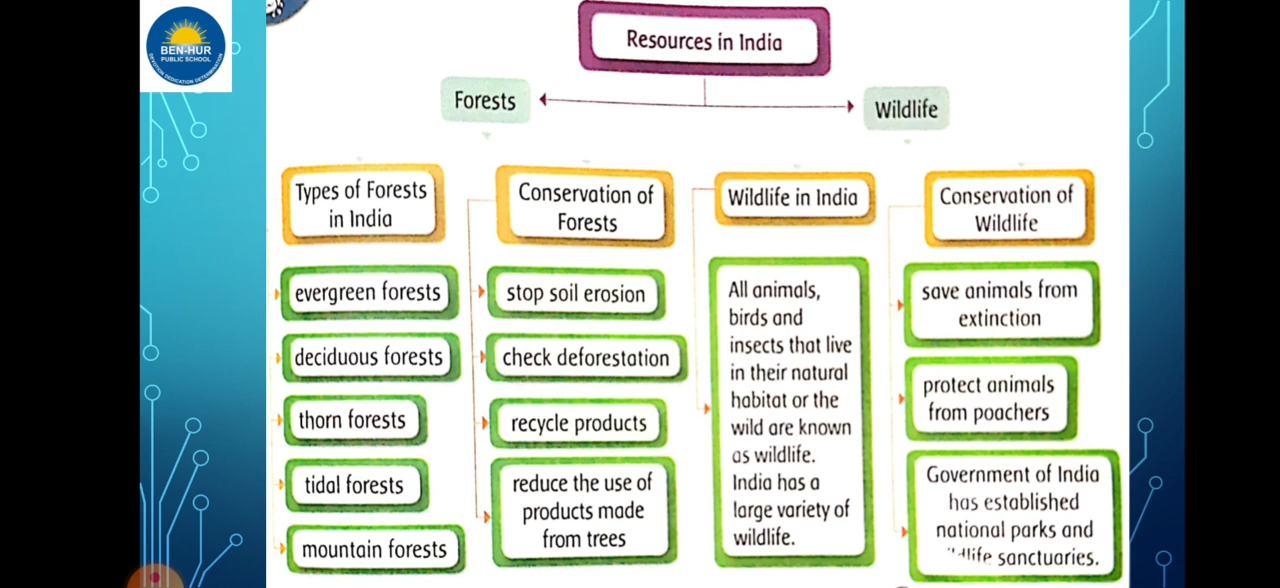 BEN-HUR
PUBLIC SCHOOL
DEVOTION DEDICATION DETERMINATION
Resources in India
Forests
Wildlife
Types of Forests
in India
evergreen forests
deciduous forests
thorn forests
tidal forests
mountain forests
Conservation of
Forests
stop soil erosion
check deforestation
recycle products
reduce the use of
products made
from trees
Wildlife in India
All animals,
birds and
insects that live
in their natural
habitat or the
wild are known
as wildlife.
India has a
large variety of
wildlife.
Conservation of
Wildlife
save animals from
extinction
protect animals
from poachers
Government of India
has established
national parks and
sanctuaries.